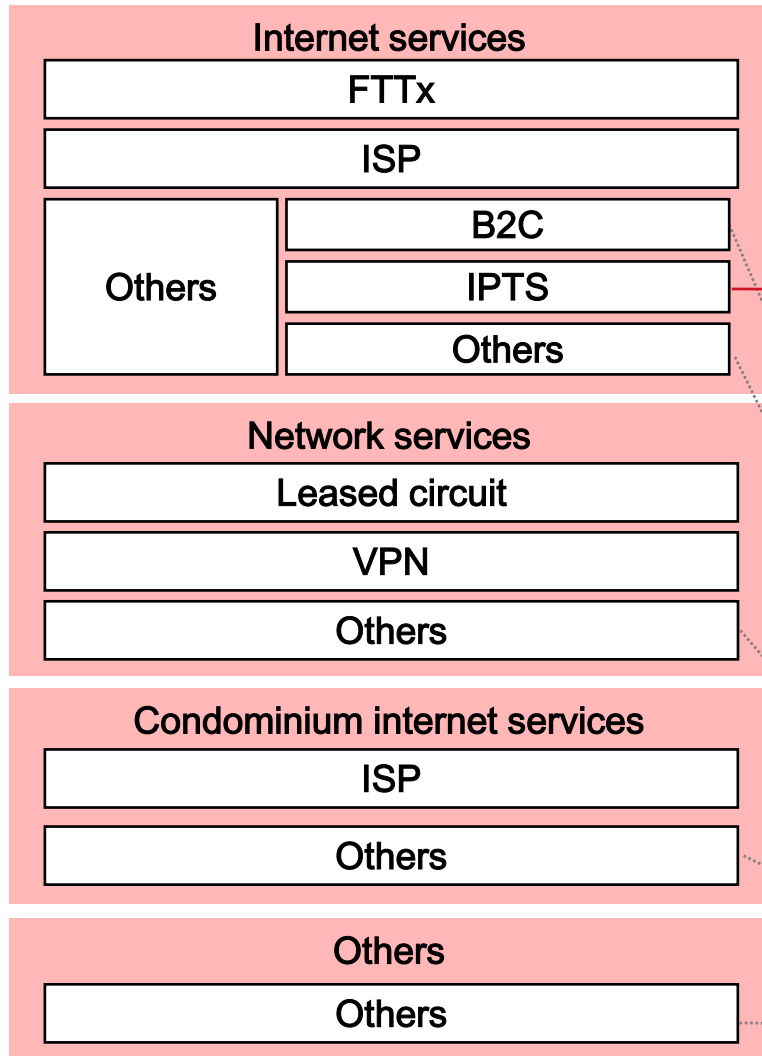 Internet services
FTTx
ISP
Others
B2C
IPTS
Others
Network services
Leased circuit
VPN
Others
Condominium internet services
ISP
Others
Others
Others